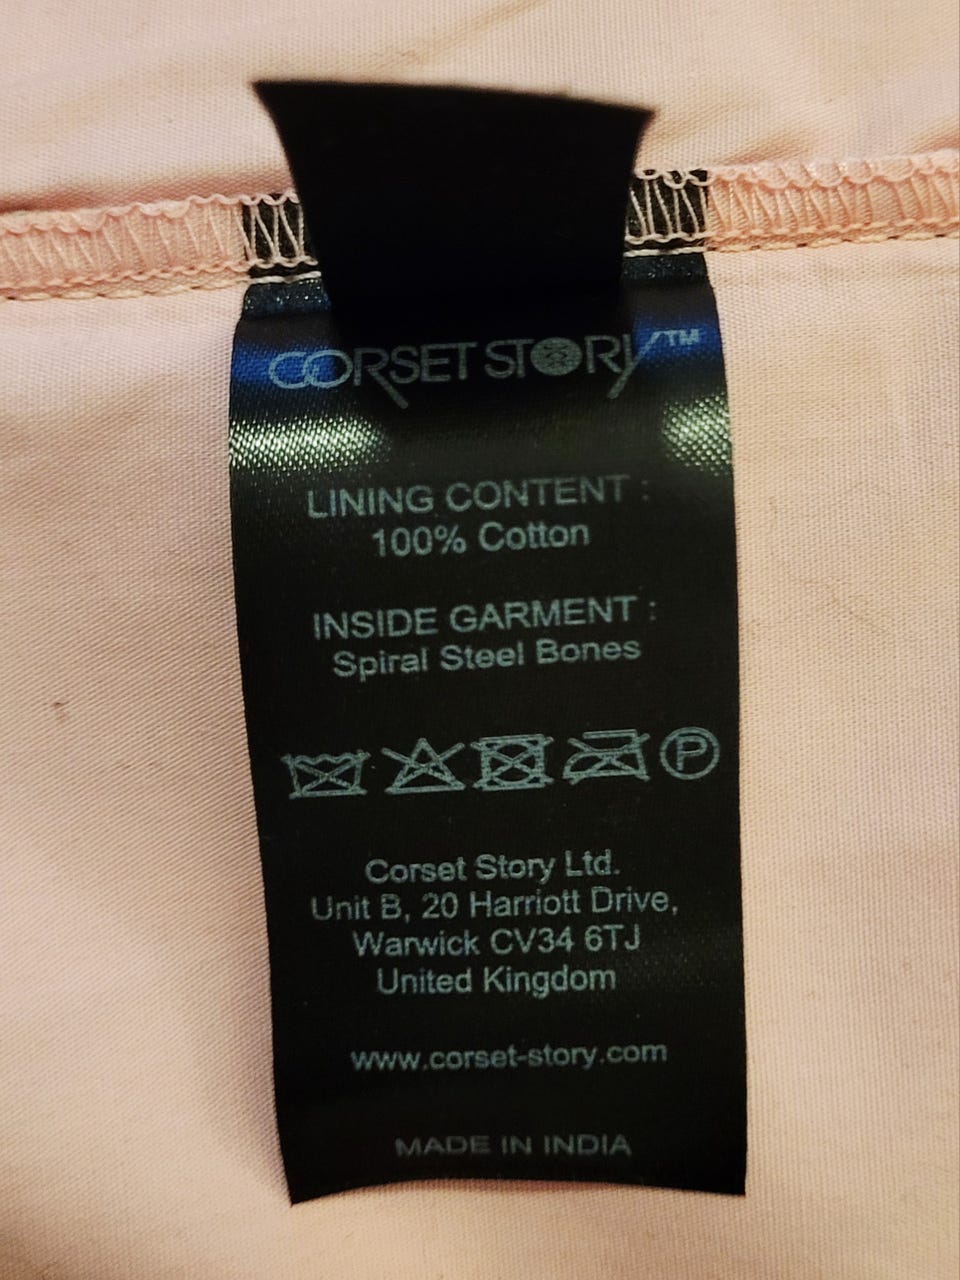 CORSET STORY™
LINING CONTENT :
100% Cotton
INSIDE GARMENT :
Spiral Steel Bones
P
Corset Story Ltd.
Unit B, 20 Harriott Drive,
Warwick CV34 6TJ
United Kingdom
www.corset-story.com
MADE IN INDIA